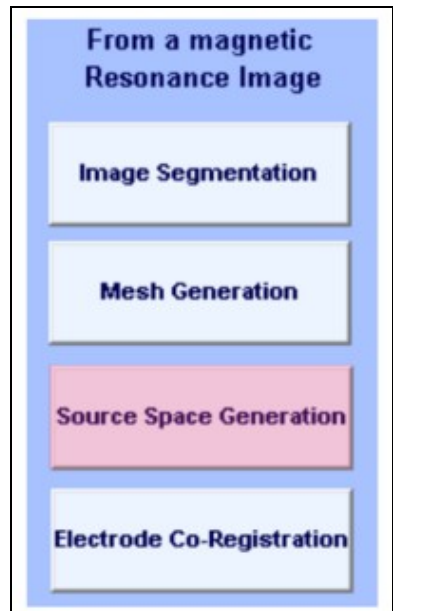 From a magnetic
Resonance Image
Image Segmentation
Mesh Generation
Source Space Generation
Electrode Co-Registration